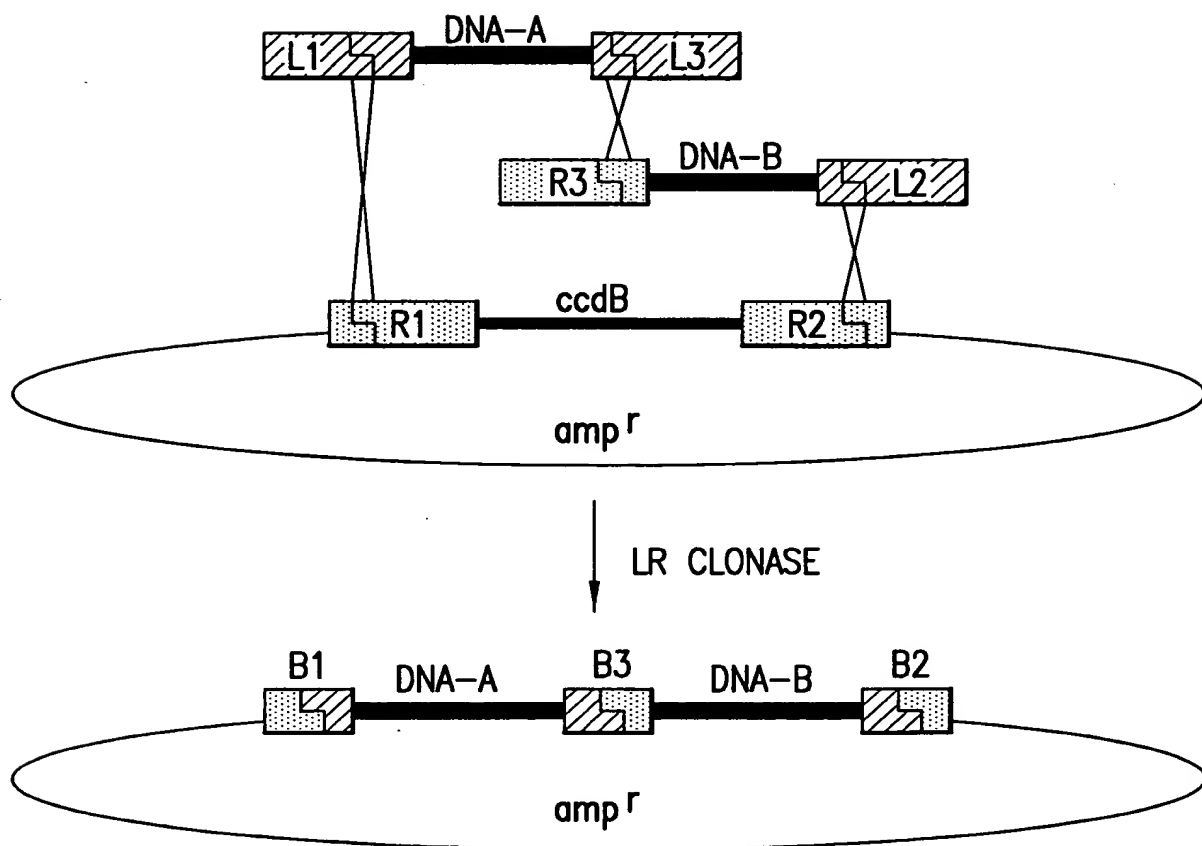 DNA-A
L1
L3
DNA-B
R3
L2
ccdB
R1
R2
amp r
LR CLONASE
B1
DNA-A
B3
DNA-B
B2
amp r